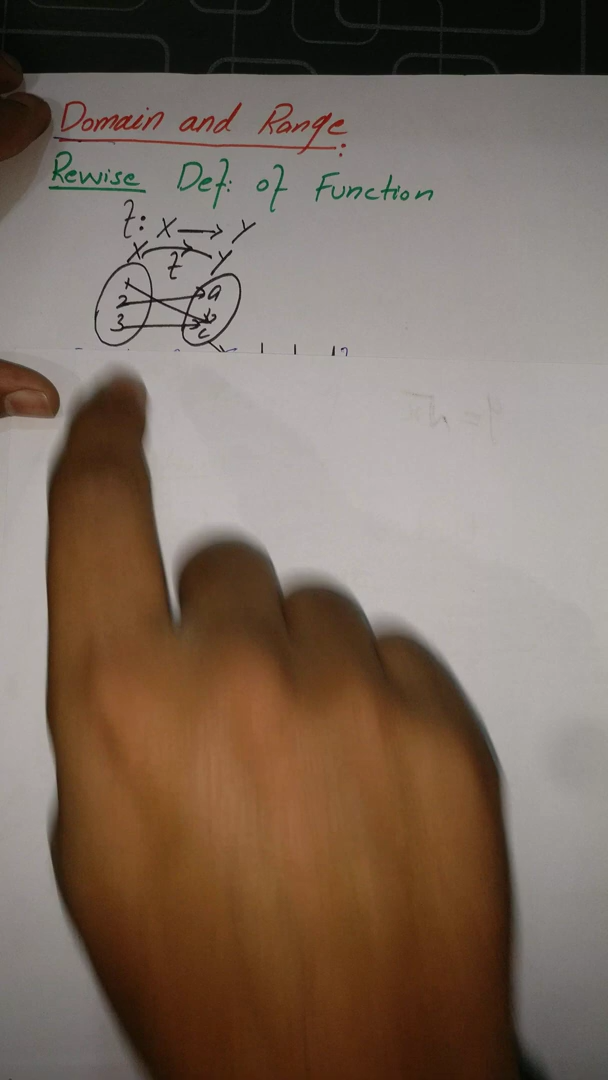 Domain and Range:
Rewise Def: of Function
f: X → Y
X f Y
1 a
2 b
3 c